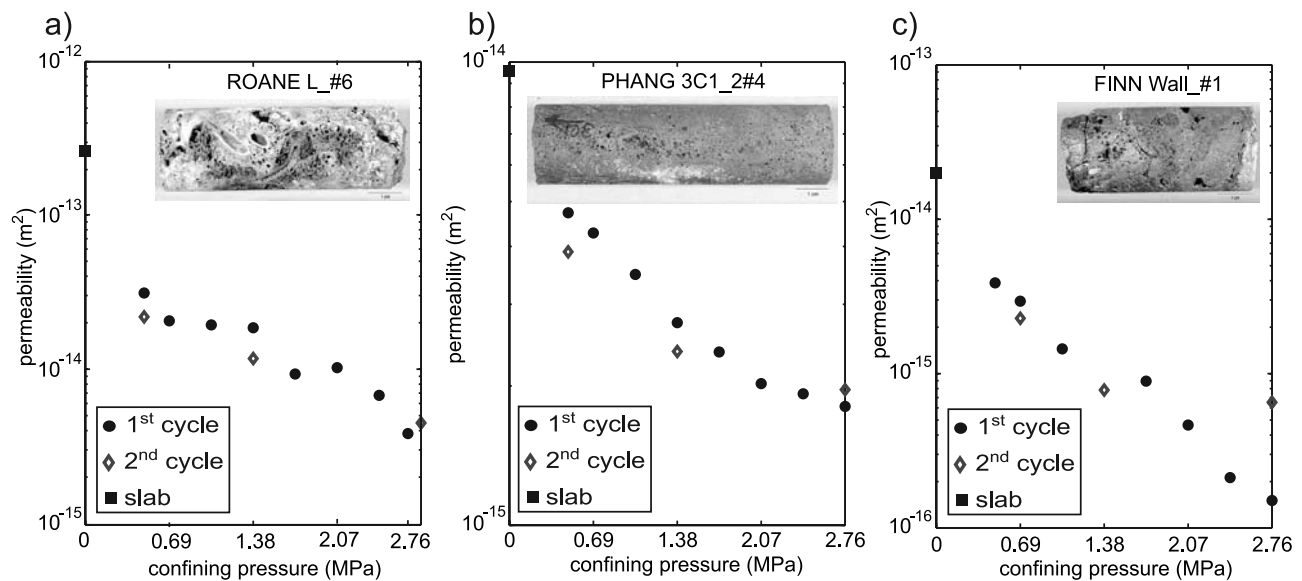 a)
ROANE L_#6
10⁻¹²
10⁻¹³
10⁻¹⁴
10⁻¹⁵
permeability (m²)
1st cycle
2nd cycle
slab
0 0.69 1.38 2.07 2.76
confining pressure (MPa)
b)
PHANG 3C1_2#4
10⁻¹⁴
10⁻¹⁵
permeability (m²)
1st cycle
2nd cycle
slab
0 0.69 1.38 2.07 2.76
confining pressure (MPa)
c)
FINN Wall_#1
10⁻¹³
10⁻¹⁴
10⁻¹⁵
10⁻¹⁶
permeability (m²)
1st cycle
2nd cycle
slab
0 0.69 1.38 2.07 2.76
confining pressure (MPa)